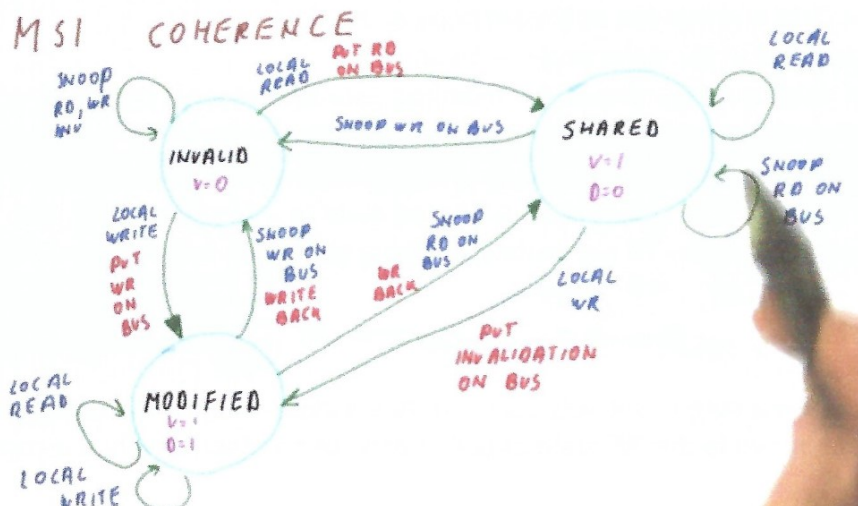 MSI COHERENCE
SNOOP
RD, WR
INV
LOCAL
READ
PUT RD
ON BUS
LOCAL
READ
SNOOP WR ON BUS
INVALID
V=0
SHARED
V=1
D=0
SNOOP
RD ON
BUS
LOCAL
WRITE
PUT
WR
ON
BUS
SNOOP
WR ON
BUS
WRITE
BACK
SNOOP
RD ON
BUS
WR
BACK
LOCAL
WR
PUT
INVALIDATION
ON BUS
LOCAL
READ
MODIFIED
V=1
D=1
LOCAL
WRITE